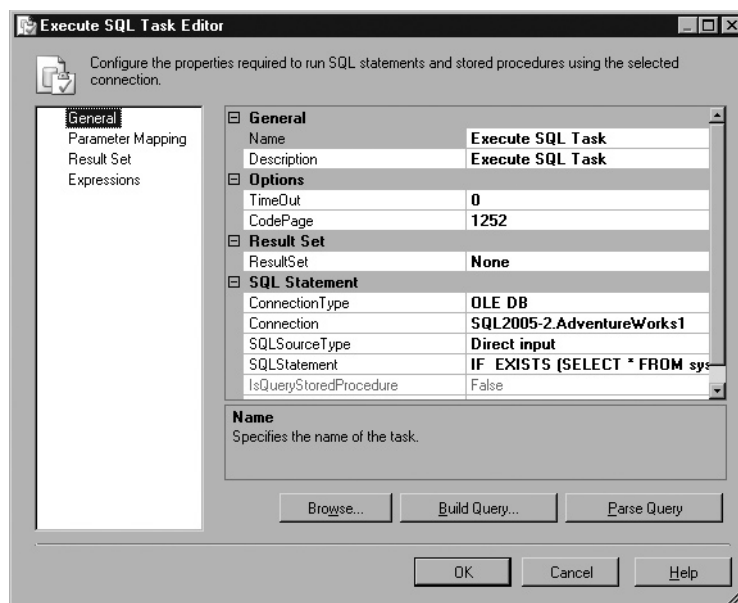 Execute SQL Task Editor
Configure the properties required to run SQL statements and stored procedures using the selected
connection.
General
Parameter Mapping
Result Set
Expressions
General
Name Execute SQL Task
Description Execute SQL Task
Options
TimeOut 0
CodePage 1252
Result Set
ResultSet None
SQL Statement
ConnectionType OLE DB
Connection SQL2005-2.AdventureWorks1
SQLSourceType Direct input
SQLStatement IF EXISTS (SELECT * FROM sys
IsQueryStoredProcedure False
Name
Specifies the name of the task.
Browse... Build Query... Parse Query
OK Cancel Help